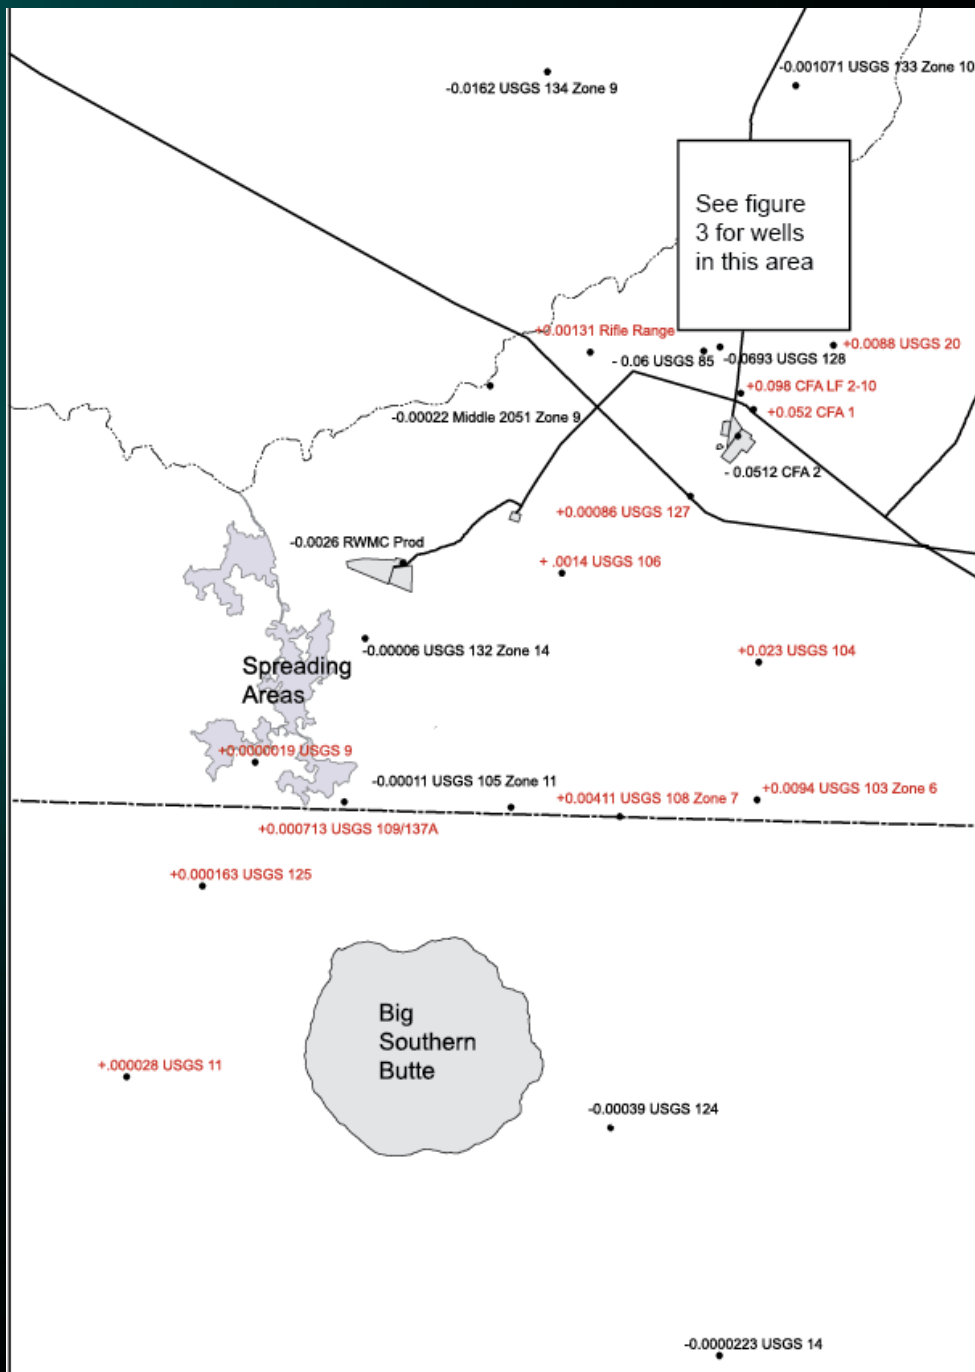 -0.001071 USGS 133 Zone 10
-0.0162 USGS 134 Zone 9
See figure
3 for wells
in this area
+0.00131 Rifle Range
+0.0088 USGS 20
- 0.06 USGS 85
-0.0693 USGS 128
+0.098 CFA LF 2-10
+0.052 CFA 1
-0.00022 Middle 2051 Zone 9
- 0.0512 CFA 2
+0.00086 USGS 127
-0.0026 RWMC Prod
+ .0014 USGS 106
-0.00006 USGS 132 Zone 14
+0.023 USGS 104
Spreading
Areas
+0.0000019 USGS 9
-0.00011 USGS 105 Zone 11
+0.00411 USGS 108 Zone 7
+0.0094 USGS 103 Zone 6
+0.000713 USGS 109/137A
+0.000163 USGS 125
Big
Southern
Butte
+.000028 USGS 11
-0.00039 USGS 124
-0.0000223 USGS 14